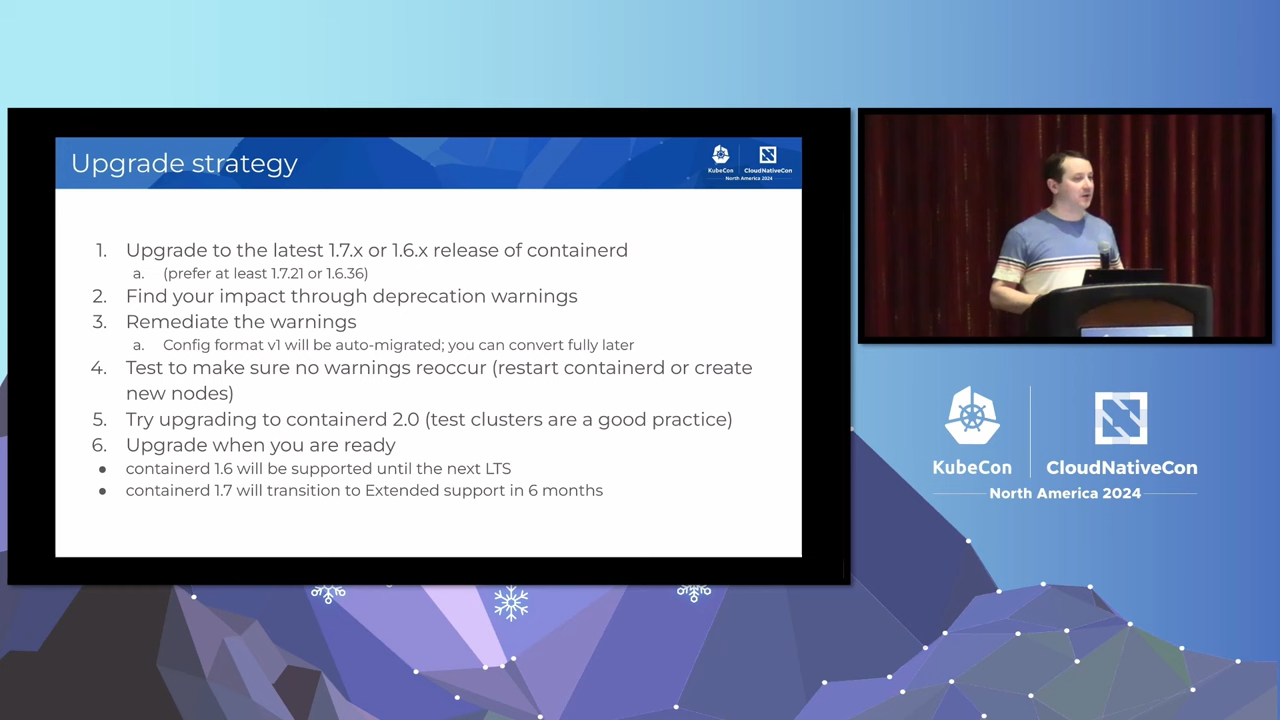 Upgrade strategy
KubeCon
CloudNativeCon
North America 2024
1. Upgrade to the latest 1.7.x or 1.6.x release of containerd
a. (prefer at least 1.7.21 or 1.6.36)
2. Find your impact through deprecation warnings
3. Remediate the warnings
a. Config format v1 will be auto-migrated; you can convert fully later
4. Test to make sure no warnings reoccur (restart containerd or create
new nodes)
5. Try upgrading to containerd 2.0 (test clusters are a good practice)
6. Upgrade when you are ready
● containerd 1.6 will be supported until the next LTS
● containerd 1.7 will transition to Extended support in 6 months
KubeCon
CloudNativeCon
North America 2024